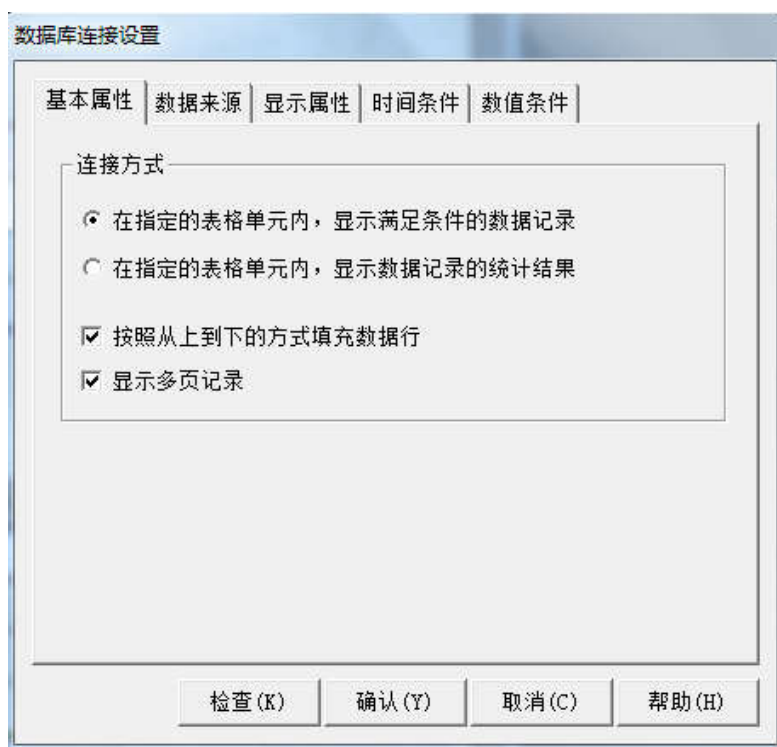 数据库连接设置
基本属性 数据来源 显示属性 时间条件 数值条件
连接方式
在指定的表格单元内，显示满足条件的数据记录
在指定的表格单元内，显示数据记录的统计结果
按照从上到下的方式填充数据行
显示多页记录
检查(K) 确认(Y) 取消(C) 帮助(H)